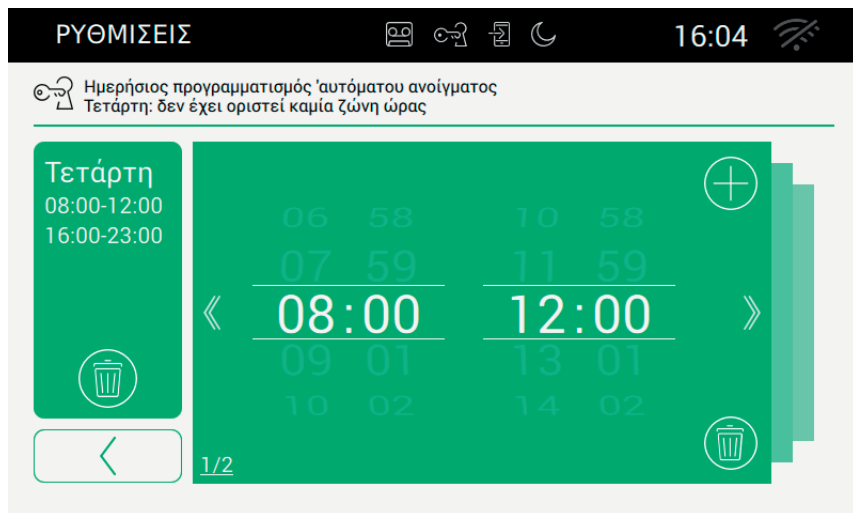 ΡΥΘΜΙΣΕΙΣ 16:04
Ημερήσιος προγραμματισμός 'αυτόματου ανοίγματος
Τετάρτη: δεν έχει οριστεί καμία ζώνη ώρας
Τετάρτη
08:00-12:00
16:00-23:00
06 58 10 58
07 59 11 59
08:00 12:00
09 01 13 01
10 02 14 02
1/2